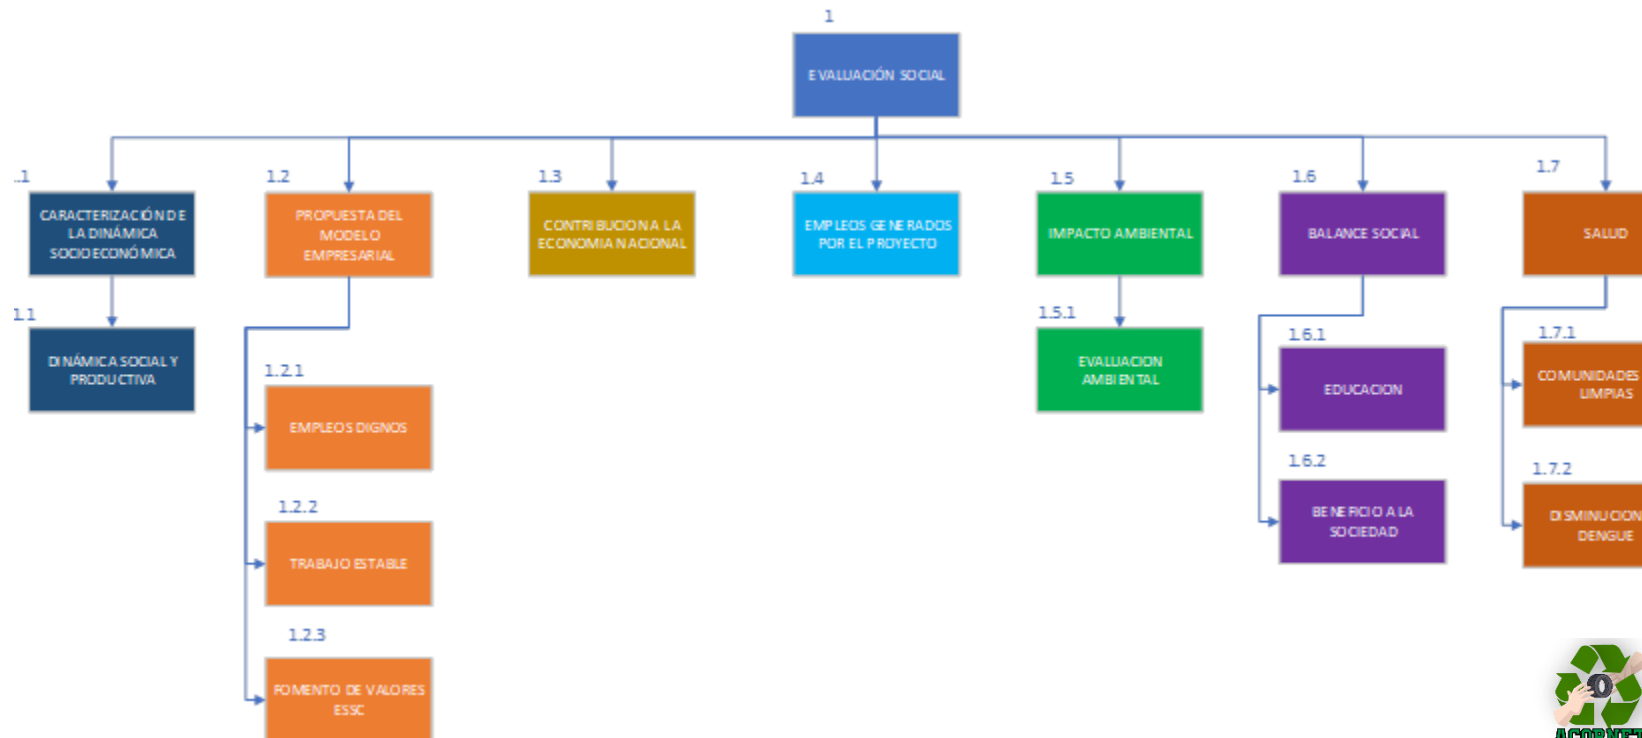 1
EVALUACIÓN SOCIAL
.1
CARACTERIZACIÓN DE
LA DINÁMICA
SOCIOECONÓMICA
1.1
DINÁMICA SOCIAL Y
PRODUCTIVA
1.2
PROPUESTA DEL
MODELO
EMPRESARIAL
1.2.1
EMPLEOS DIGNOS
1.2.2
TRABAJO ESTABLE
1.2.3
FOMENTO DE VALORES
ESSC
1.3
CONTRIBUCION A LA
ECONOMIA NACIONAL
1.4
EMPLEOS GENERADOS
POR EL PROYECTO
1.5
IMPACTO AMBIENTAL
1.5.1
EVALUACION
AMBIENTAL
1.6
BALANCE SOCIAL
1.6.1
EDUCACION
1.6.2
BENEFICIO A LA
SOCIEDAD
1.7
SALUD
1.7.1
COMUNIDADES
LIMPIAS
1.7.2
DISMINUCION
DENGUE